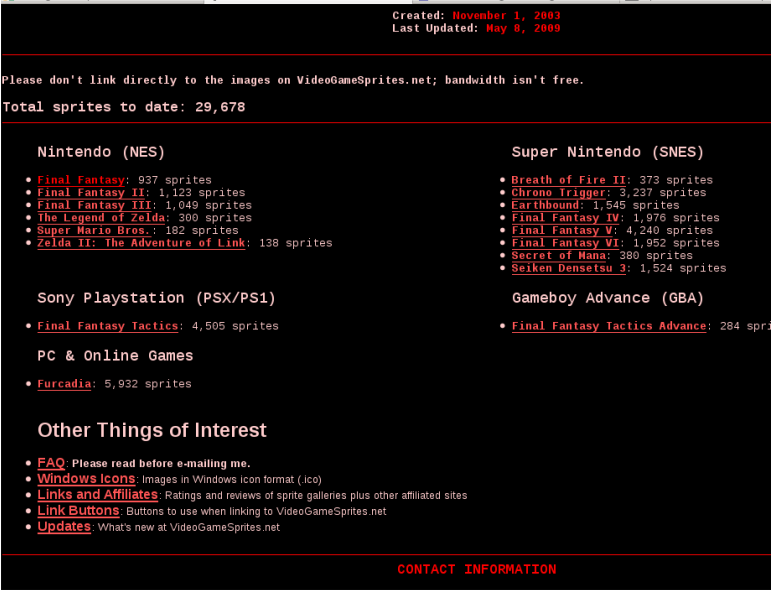 Created: November 1, 2003
Last Updated: May 8, 2009
Please don't link directly to the images on VideoGameSprites.net; bandwidth isn't free.
Total sprites to date: 29,678
Nintendo (NES)
Final Fantasy: 937 sprites
Final Fantasy II: 1,123 sprites
Final Fantasy III: 1,049 sprites
The Legend of Zelda: 300 sprites
Super Mario Bros.: 182 sprites
Zelda II: The Adventure of Link: 138 sprites
Super Nintendo (SNES)
Breath of Fire II: 373 sprites
Chrono Trigger: 3,237 sprites
Earthbound: 1,545 sprites
Final Fantasy IV: 1,976 sprites
Final Fantasy V: 4,240 sprites
Final Fantasy VI: 1,952 sprites
Secret of Mana: 380 sprites
Seiken Densetsu 3: 1,524 sprites
Sony Playstation (PSX/PS1)
Final Fantasy Tactics: 4,505 sprites
Gameboy Advance (GBA)
Final Fantasy Tactics Advance: 284 spri
PC & Online Games
Furcadia: 5,932 sprites
Other Things of Interest
FAQ: Please read before e-mailing me.
Windows Icons: Images in Windows icon format (.ico)
Links and Affiliates: Ratings and reviews of sprite galleries plus other affiliated sites
Link Buttons: Buttons to use when linking to VideoGameSprites.net
Updates: What's new at VideoGameSprites.net
CONTACT INFORMATION